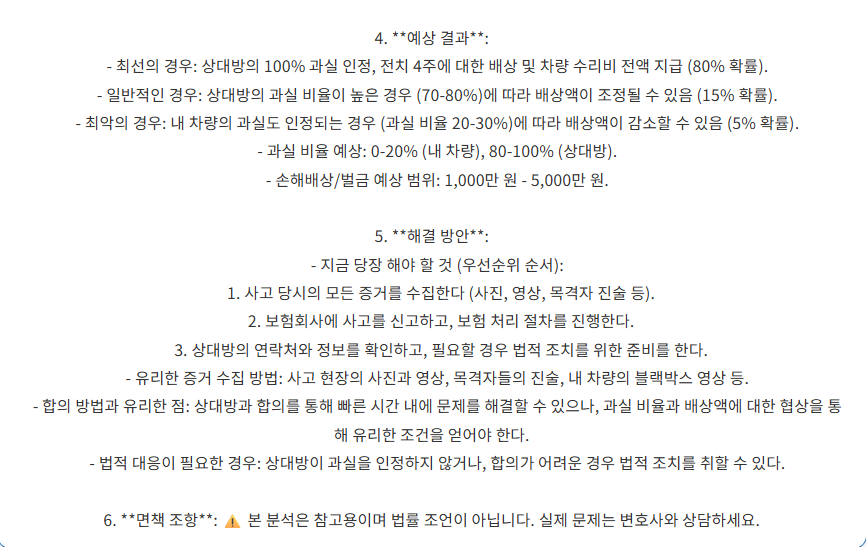 4. **예상 결과**:
- 최선의 경우: 상대방의 100% 과실 인정, 전치 4주에 대한 배상 및 차량 수리비 전액 지급 (80% 확률).
- 일반적인 경우: 상대방의 과실 비율이 높은 경우 (70-80%)에 따라 배상액이 조정될 수 있음 (15% 확률).
- 최악의 경우: 내 차량의 과실도 인정되는 경우 (과실 비율 20-30%)에 따라 배상액이 감소할 수 있음 (5% 확률).
- 과실 비율 예상: 0-20% (내 차량), 80-100% (상대방).
- 손해배상/벌금 예상 범위: 1,000만 원 - 5,000만 원.
5. **해결 방안**:
- 지금 당장 해야 할 것 (우선순위 순서):
1. 사고 당시의 모든 증거를 수집한다 (사진, 영상, 목격자 진술 등).
2. 보험회사에 사고를 신고하고, 보험 처리 절차를 진행한다.
3. 상대방의 연락처와 정보를 확인하고, 필요할 경우 법적 조치를 위한 준비를 한다.
- 유리한 증거 수집 방법: 사고 현장의 사진과 영상, 목격자들의 진술, 내 차량의 블랙박스 영상 등.
- 합의 방법과 유리한 점: 상대방과 합의를 통해 빠른 시간 내에 문제를 해결할 수 있으나, 과실 비율과 배상액에 대한 협상을 통
해 유리한 조건을 얻어야 한다.
- 법적 대응이 필요한 경우: 상대방이 과실을 인정하지 않거나, 합의가 어려운 경우 법적 조치를 취할 수 있다.
6. **면책 조항**: ⚠️ 본 분석은 참고용이며 법률 조언이 아닙니다. 실제 문제는 변호사와 상담하세요.